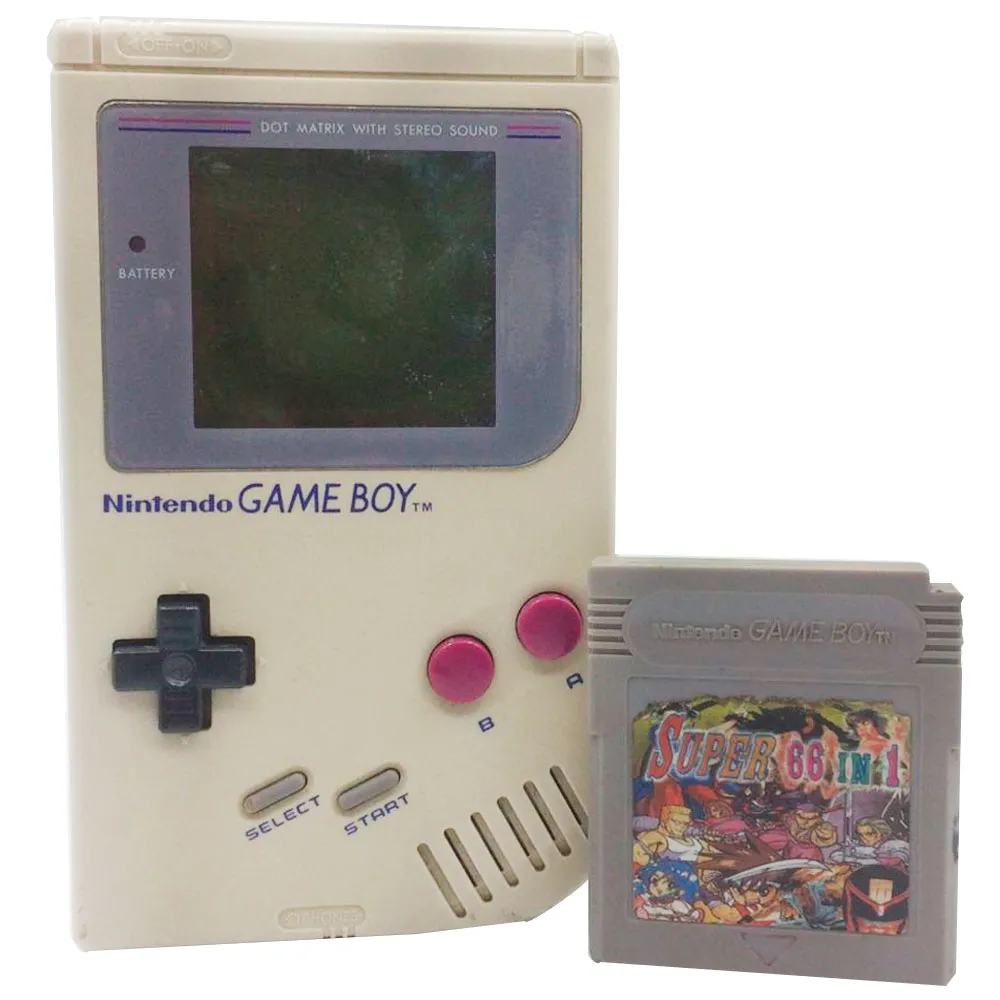 OFF•ON
DOT MATRIX WITH STEREO SOUND
BATTERY
Nintendo GAME BOY™
B
A
SELECT
START
PHONES
Nintendo GAME BOY™
SUPER 66 IN 1